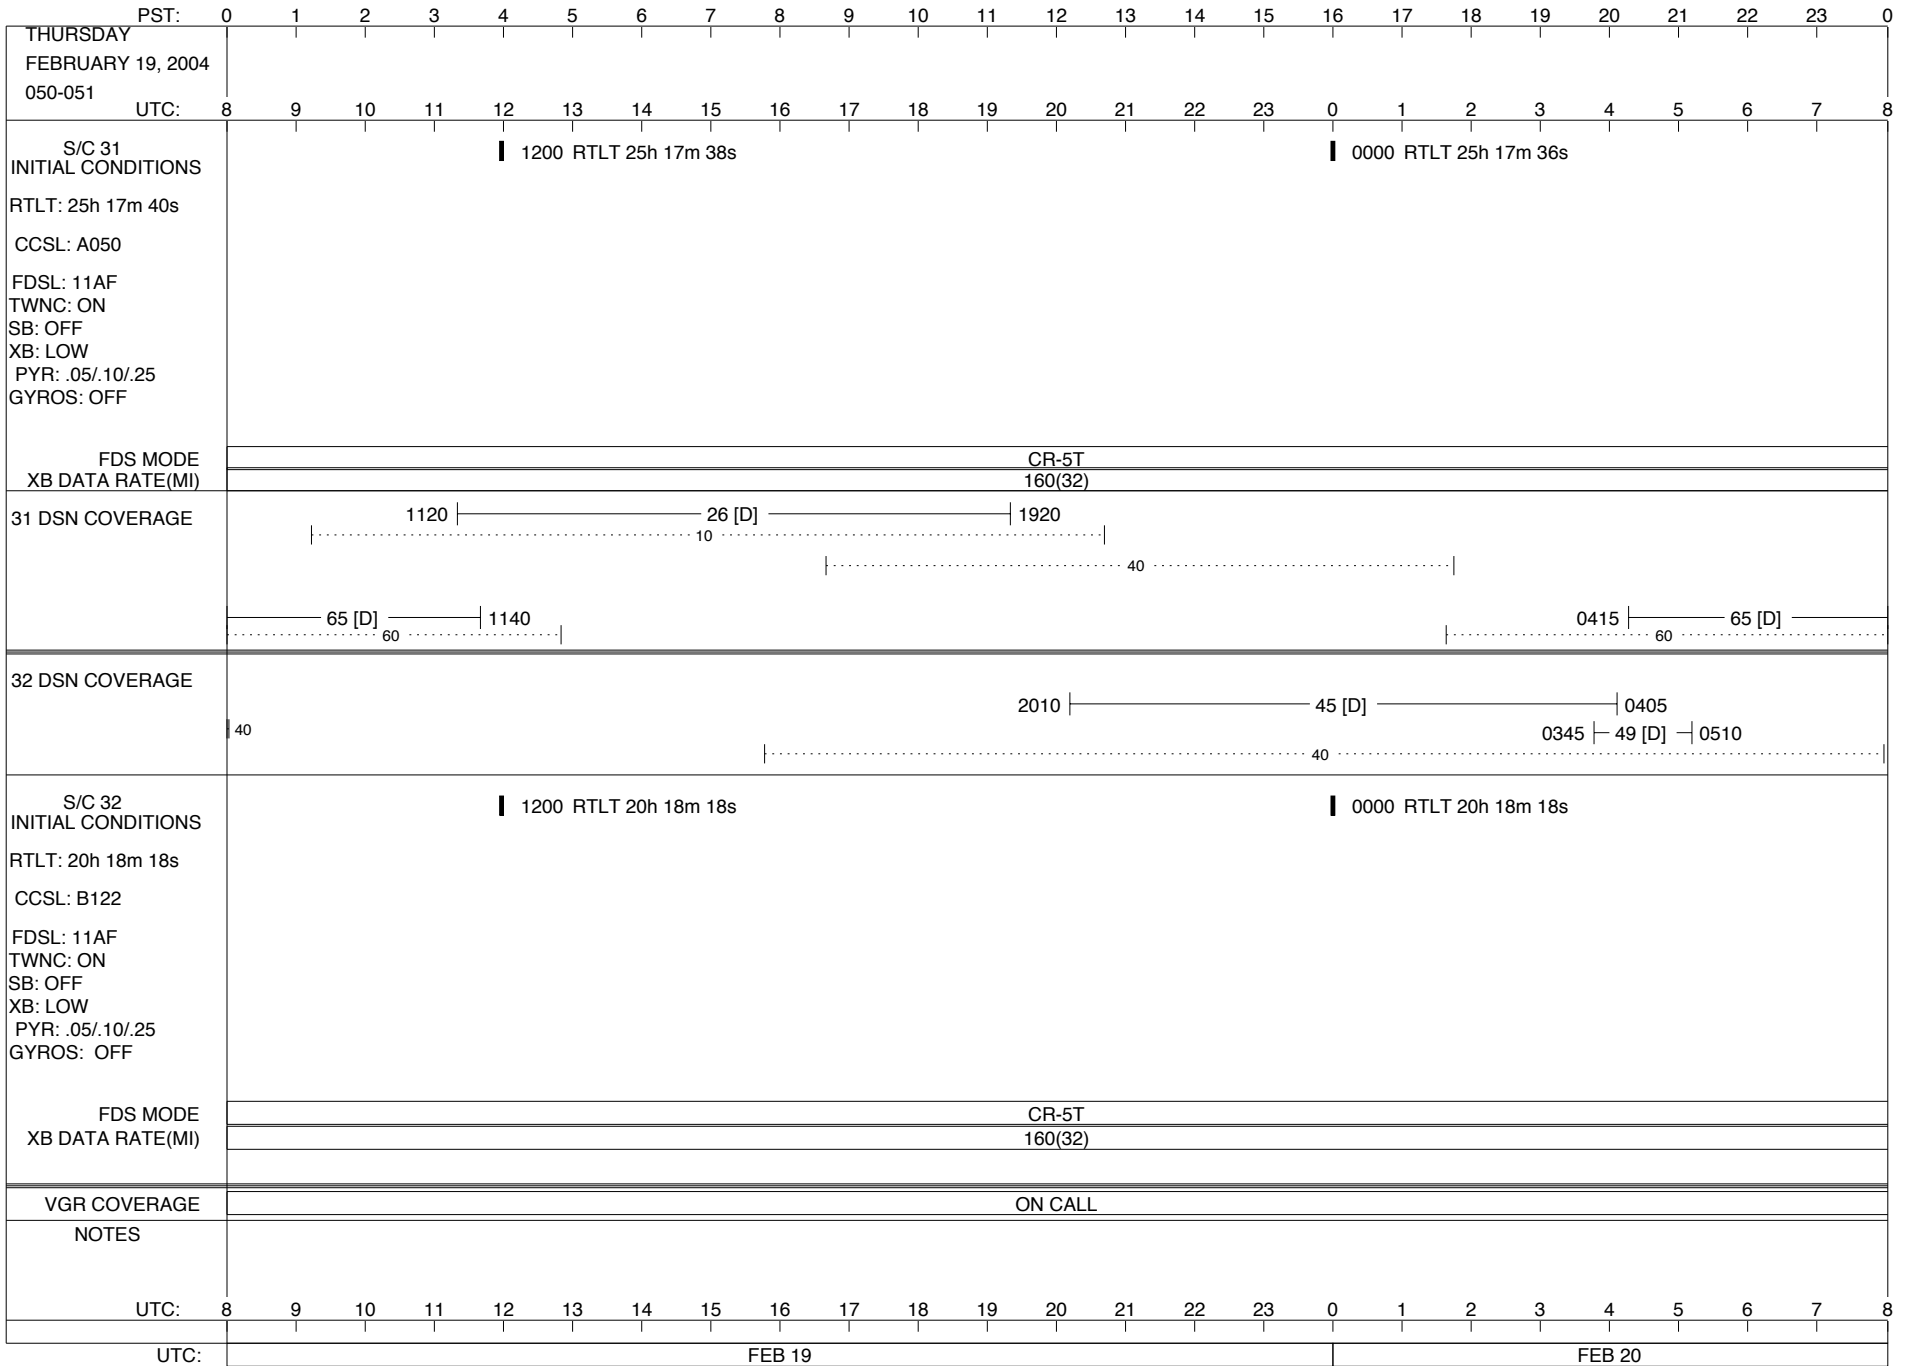 PST: 0 1 2 3 4 5 6 7 8 9 10 11 12 13 14 15 16 17 18 19 20 21 22 23 0
THURSDAY
FEBRUARY 19, 2004
050-051
UTC: 8 9 10 11 12 13 14 15 16 17 18 19 20 21 22 23 0 1 2 3 4 5 6 7 8
S/C 31
INITIAL CONDITIONS
1200 RTLT 25h 17m 38s
0000 RTLT 25h 17m 36s
RTLT: 25h 17m 40s
CCSL: A050
FDSL: 11AF
TWNC: ON
SB: OFF
XB: LOW
PYR: .05/.10/.25
GYROS: OFF
FDS MODE CR-5T
XB DATA RATE(MI) 160(32)
31 DSN COVERAGE
1120 26 [D] 1920
10
40
65 [D] 1140
0415 65 [D]
60
60
32 DSN COVERAGE
2010 45 [D] 0405
40
0345 49 [D] 0510
40
S/C 32
INITIAL CONDITIONS
1200 RTLT 20h 18m 18s
0000 RTLT 20h 18m 18s
RTLT: 20h 18m 18s
CCSL: B122
FDSL: 11AF
TWNC: ON
SB: OFF
XB: LOW
PYR: .05/.10/.25
GYROS: OFF
FDS MODE CR-5T
XB DATA RATE(MI) 160(32)
VGR COVERAGE ON CALL
NOTES
UTC: 8 9 10 11 12 13 14 15 16 17 18 19 20 21 22 23 0 1 2 3 4 5 6 7 8
UTC: FEB 19 FEB 20